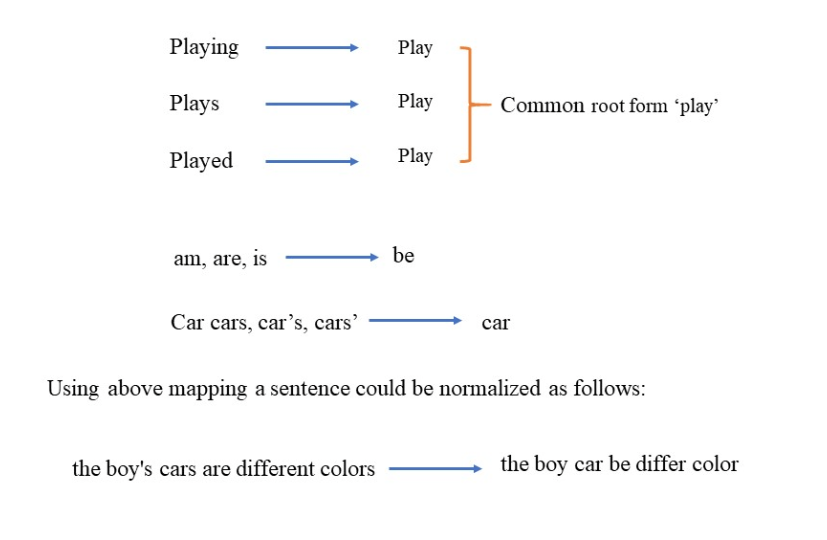 Playing Play
Plays Play
Common root form ‘play’
Played Play
am, are, is be
Car cars, car’s, cars’ car
Using above mapping a sentence could be normalized as follows:
the boy's cars are different colors the boy car be differ color